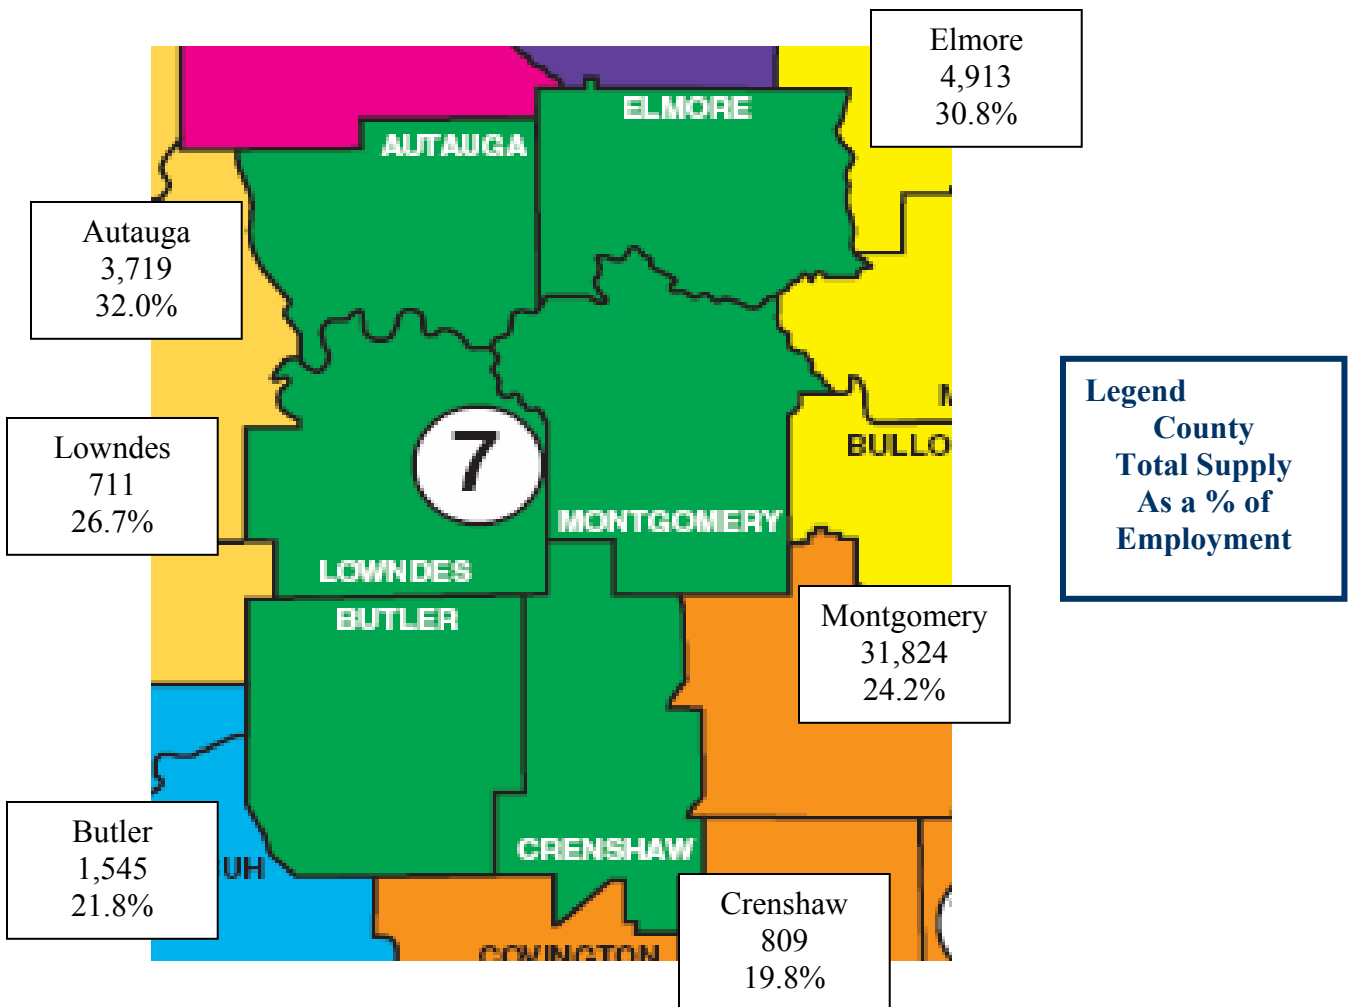 Elmore
4,913
30.8%
ELMORE
AUTAUGA
Autauga
3,719
32.0%
Legend
County
Total Supply
As a % of
Employment
Lowndes
711
26.7%
7
BULLO
MONTGOMERY
LOWNDES
BUTLER
Montgomery
31,824
24.2%
Butler
1,545
21.8%
UH
CRENSHAW
Crenshaw
809
19.8%
COVINGTON